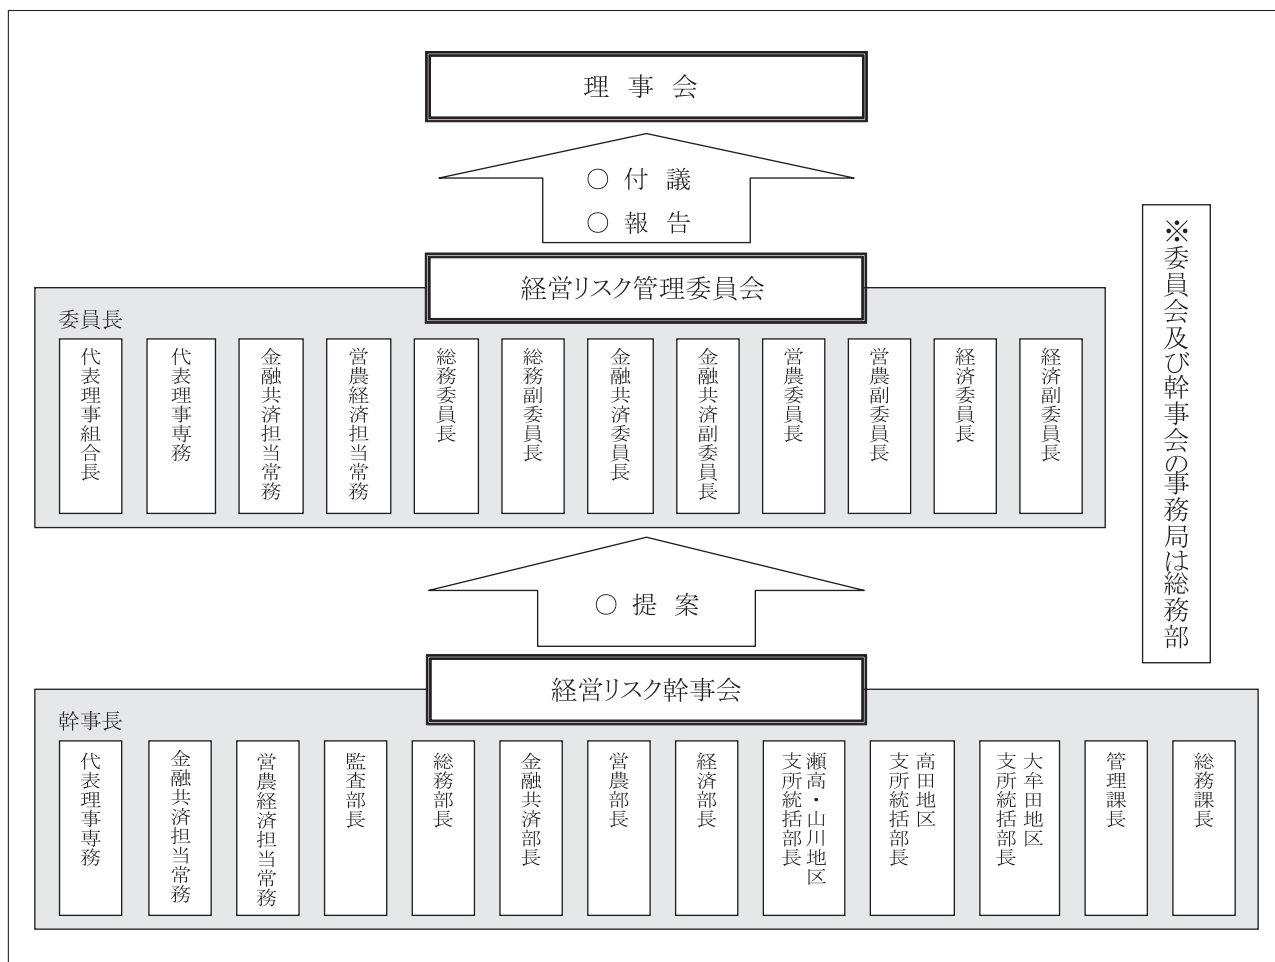 理事会
○ 付議
○ 報告
経営リスク管理委員会
委員長
代表理事組合長
代表理事専務
金融共済担当常務
営農経済担当常務
総務委員長
総務副委員長
金融共済委員長
金融共済副委員長
営農委員長
営農副委員長
経済委員長
経済副委員長
※委員会及び幹事会の事務局は総務部
○ 提案
経営リスク幹事会
幹事長
代表理事専務
金融共済担当常務
営農経済担当常務
監査部長
総務部長
金融共済部長
営農部長
経済部長
瀬高・山川地区
支所統括部長
高田地区
支所統括部長
大牟田地区
支所統括部長
管理課長
総務課長